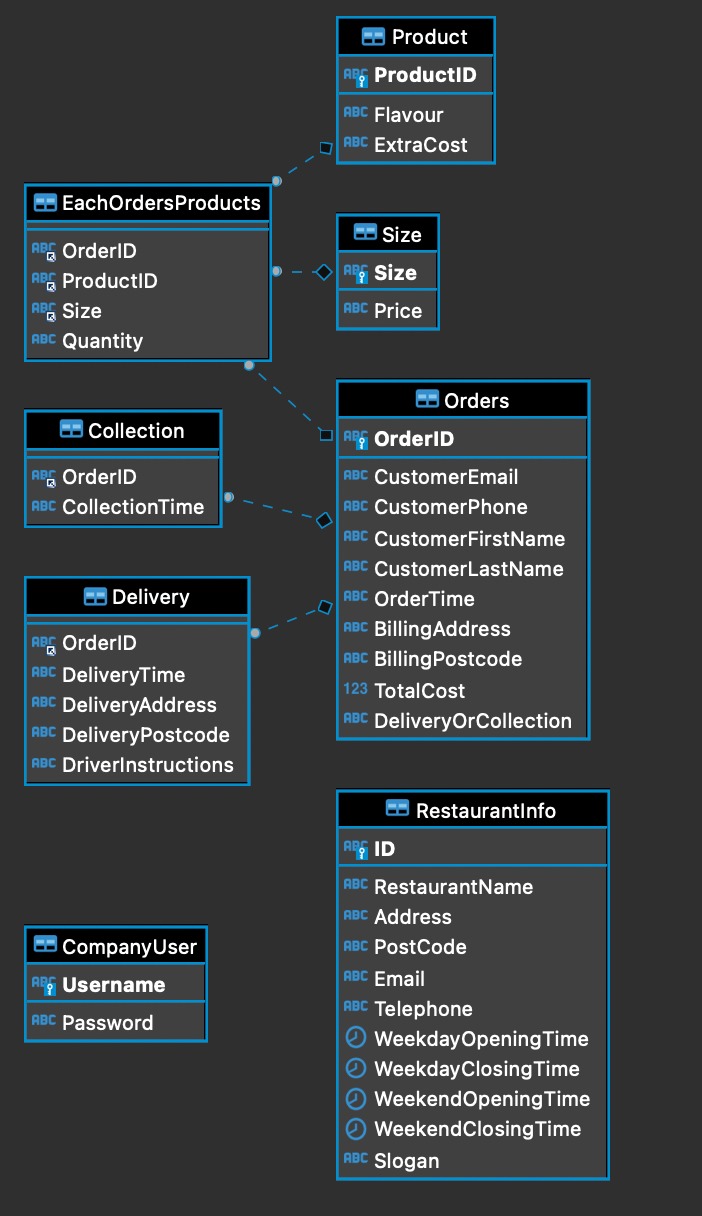 Product
ABC ProductID
ABC Flavour
ABC ExtraCost
EachOrdersProducts
ABC OrderID
ABC ProductID
ABC Size
ABC Quantity
Size
ABC Size
ABC Price
Orders
ABC OrderID
ABC CustomerEmail
ABC CustomerPhone
ABC CustomerFirstName
ABC CustomerLastName
ABC OrderTime
ABC BillingAddress
ABC BillingPostcode
123 TotalCost
ABC DeliveryOrCollection
Collection
ABC OrderID
ABC CollectionTime
Delivery
ABC OrderID
ABC DeliveryTime
ABC DeliveryAddress
ABC DeliveryPostcode
ABC DriverInstructions
RestaurantInfo
ABC ID
ABC RestaurantName
ABC Address
ABC PostCode
ABC Email
ABC Telephone
WeekdayOpeningTime
WeekdayClosingTime
WeekendOpeningTime
WeekendClosingTime
ABC Slogan
CompanyUser
ABC Username
ABC Password